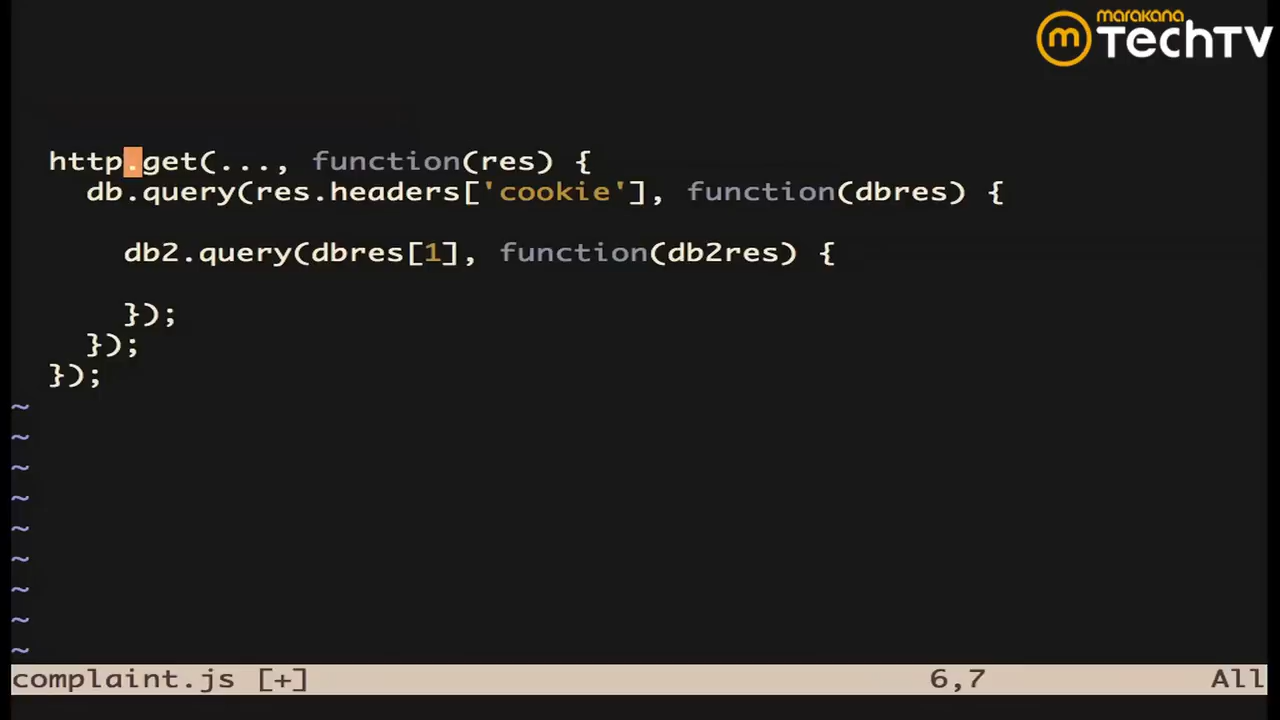 marakana
m TechTV
http.get(..., function(res) {
db.query(res.headers['cookie'], function(dbres) {
db2.query(dbres[1], function(db2res) {
});
});
});
~
~
~
~
~
~
~
~
~
complaint.js [+] 6,7 All